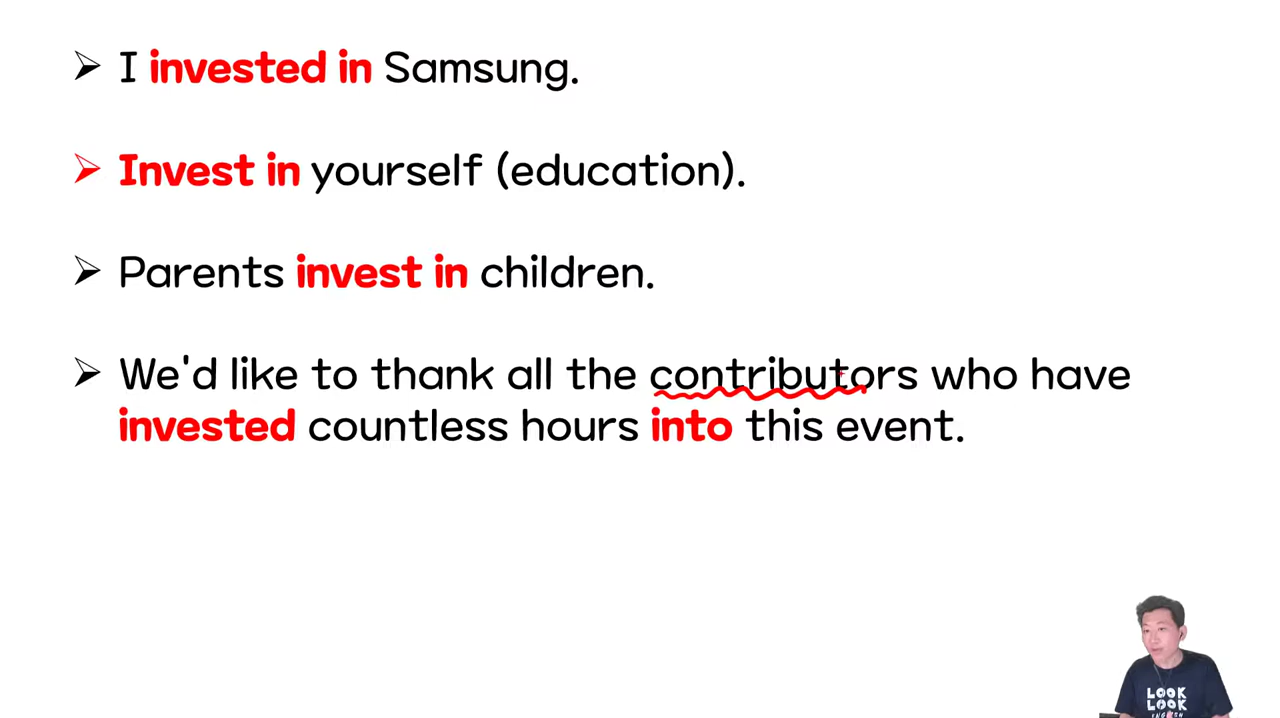 ➢ I invested in Samsung.
➢ Invest in yourself (education).
➢ Parents invest in children.
➢ We'd like to thank all the contributors who have
invested countless hours into this event.
LOOK
LOOK
ENGLISH